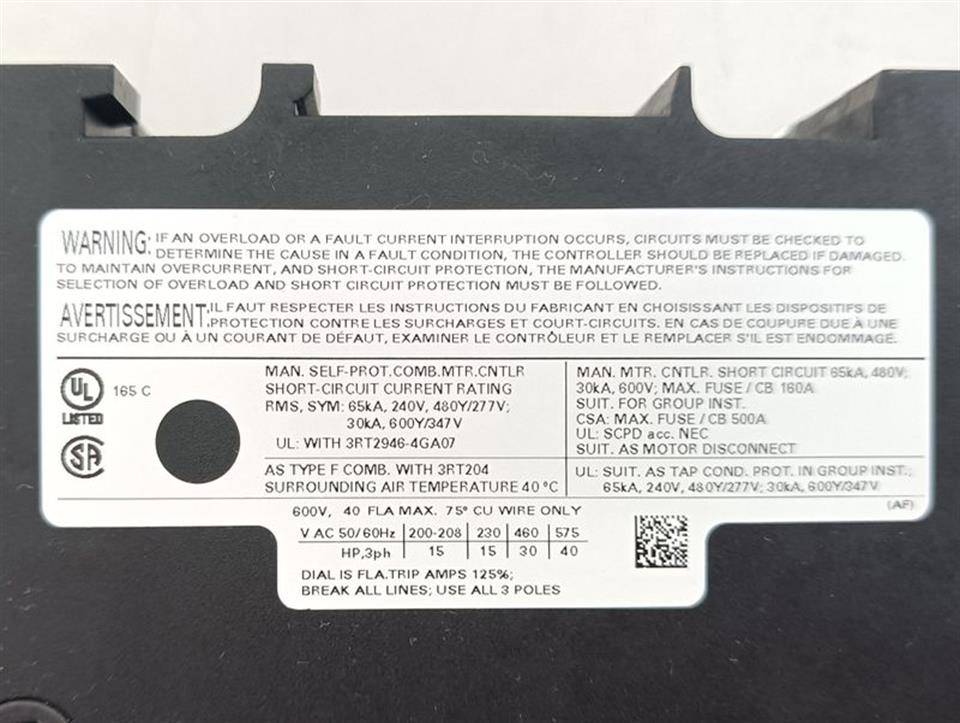 WARNING: IF AN OVERLOAD OR A FAULT CURRENT INTERRUPTION OCCURS, CIRCUITS MUST BE CHECKED TO
DETERMINE THE CAUSE IN A FAULT CONDITION, THE CONTROLLER SHOULD BE REPLACED IF DAMAGED.
TO MAINTAIN OVERCURRENT, AND SHORT-CIRCUIT PROTECTION, THE MANUFACTURER'S INSTRUCTIONS FOR
SELECTION OF OVERLOAD AND SHORT CIRCUIT PROTECTION MUST BE FOLLOWED.
AVERTISSEMENT: IL FAUT RESPECTER LES INSTRUCTIONS DU FABRICANT EN CHOISISSANT LES DISPOSITIFS DE
PROTECTION CONTRE LES SURCHARGES ET COURT-CIRCUITS. EN CAS DE COUPURE DUE À UNE
SURCHARGE OU À UN COURANT DE DÉFAUT, EXAMINER LE CONTRÔLEUR ET LE REMPLACER S'IL EST ENDOMMAGÉ.
UL
LISTED
165 C
SA
MAN. SELF-PROT.COMB.MTR.CNTLR
SHORT-CIRCUIT CURRENT RATING
RMS, SYM: 65kA, 240V, 480Y/277V;
30kA, 600Y/347V
UL: WITH 3RT2946-4GA07
AS TYPE F COMB. WITH 3RT204
SURROUNDING AIR TEMPERATURE 40°C
MAN. MTR. CNTLR. SHORT CIRCUIT 65kA, 480V;
30kA, 600V; MAX. FUSE / CB 160A
SUIT. FOR GROUP INST.
CSA: MAX. FUSE / CB 500A
UL: SCPD acc. NEC
SUIT. AS MOTOR DISCONNECT
UL: SUIT. AS TAP COND. PROT. IN GROUP INST.;
65kA, 240V, 480Y/277V; 30kA, 600Y/347V
(AF)
600V, 40 FLA MAX. 75° CU WIRE ONLY
V AC 50/60Hz 200-208 230 460 575
HP,3ph 15 15 30 40
DIAL IS FLA.TRIP AMPS 125%;
BREAK ALL LINES; USE ALL 3 POLES